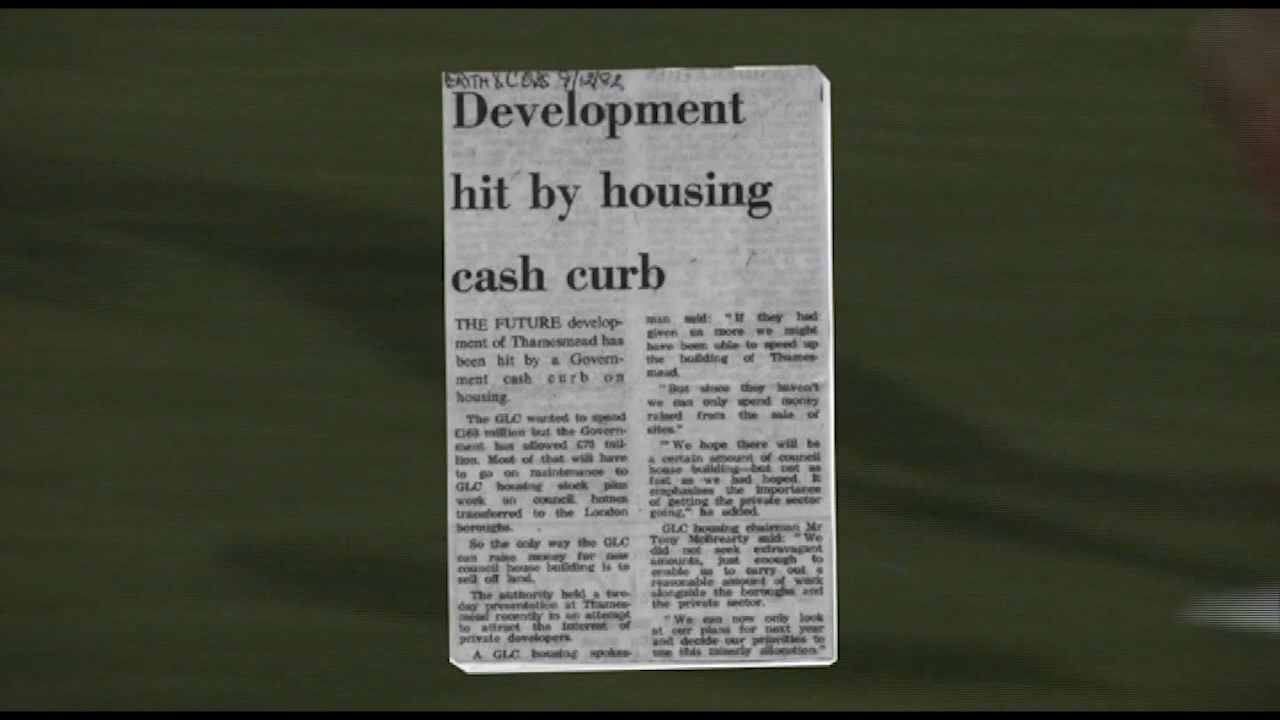 ERITH & C OBS 9/12/82
Development
hit by housing
cash curb
THE FUTURE develop-
ment of Thamesmead has
been hit by a Govern-
ment cash curb on
housing.
The GLC wanted to spend
£168 million but the Govern-
ment has allowed £75 mil-
lion. Most of that will have
to go on maintenance to
GLC housing stock plus
work on council homes
transferred to the London
boroughs.
So the only way the GLC
can raise money for new
council house building is to
sell off land.
The authority held a two-
day presentation at Thames-
mead recently in an attempt
to attract the interest of
private developers.
A GLC housing spokes-
man said: "If they had
given us more we might
have been able to speed up
the building of Thames-
mead.
"But since they haven't
we can only spend money
raised from the sale of
sites."
"We hope there will be
a certain amount of council
house building—but not as
fast as we had hoped. It
emphasises the importance
of getting the private sector
going," he added.
GLC housing chairman Mr
Tony McBrearty said: "We
did not seek extravagant
amounts, just enough to
enable us to carry out a
reasonable amount of work
alongside the boroughs and
the private sector.
"We can now only look
at our plans for next year
and decide our priorities to
use this miserly allocation."